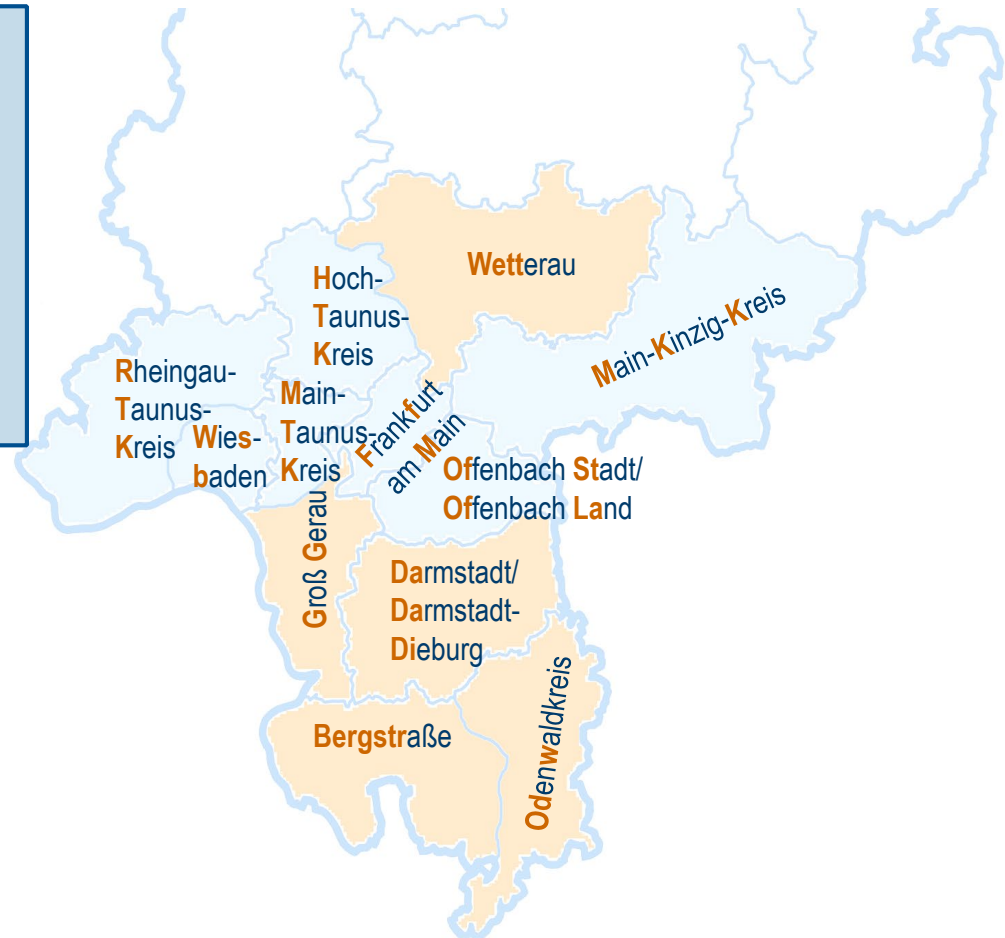 Wetterau
Hoch-
Taunus-
Kreis
Main-Kinzig-Kreis
Rheingau-
Taunus-
Kreis
Wies-
baden
Main-
Taunus-
Kreis
Frankfurt
am Main
Offenbach Stadt/
Offenbach Land
Groß Gerau
Darmstadt/
Darmstadt-
Dieburg
Bergstraße
Odenwaldkreis